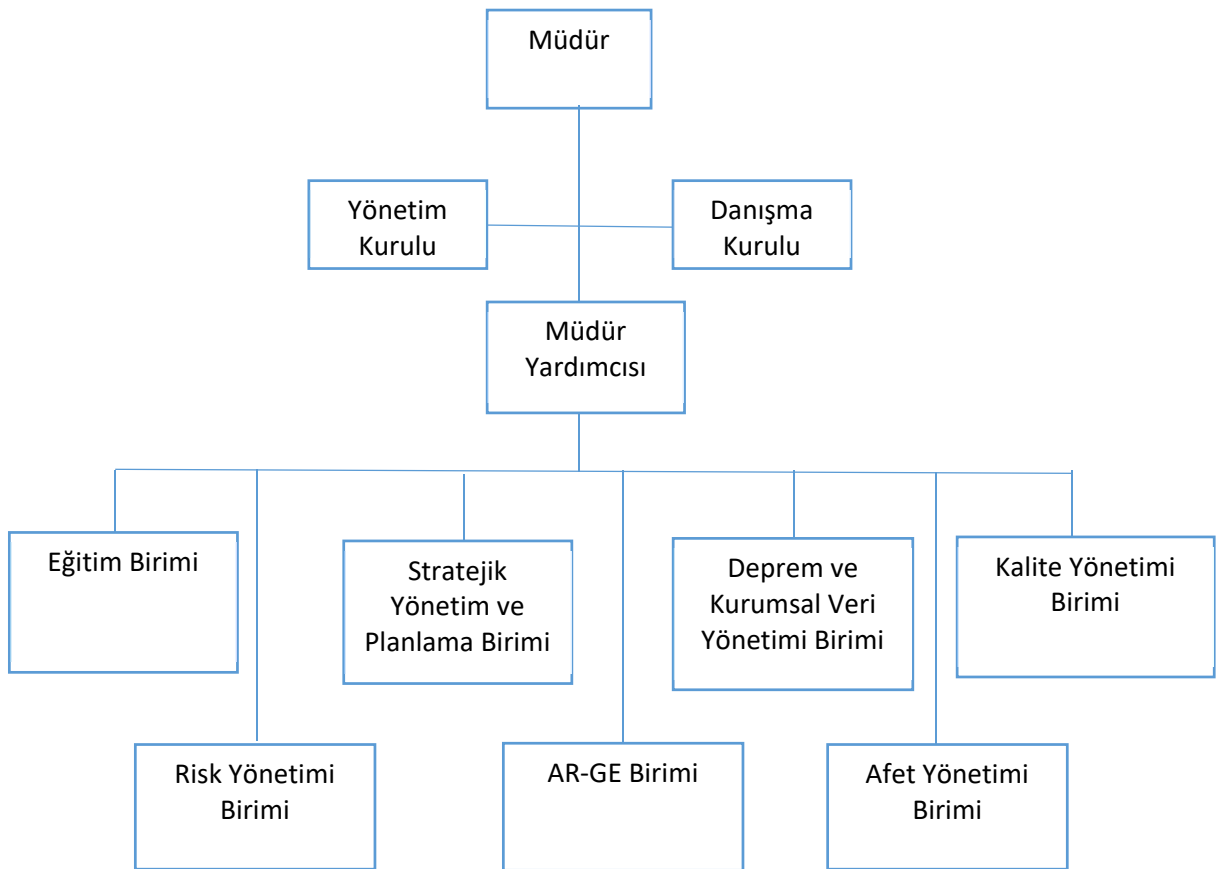 Müdür
Yönetim
Kurulu
Danışma
Kurulu
Müdür
Yardımcısı
Eğitim Birimi
Stratejik
Yönetim ve
Planlama Birimi
Deprem ve
Kurumsal Veri
Yönetimi Birimi
Kalite Yönetimi
Birimi
Risk Yönetimi
Birimi
AR-GE Birimi
Afet Yönetimi
Birimi